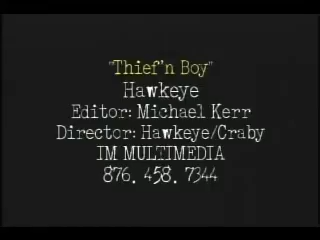 "Thief'n Boy"
Hawkeye
Editor: Michael Kerr
Director: Hawkeye/Craby
IM MULTIMEDIA
876. 458. 7344